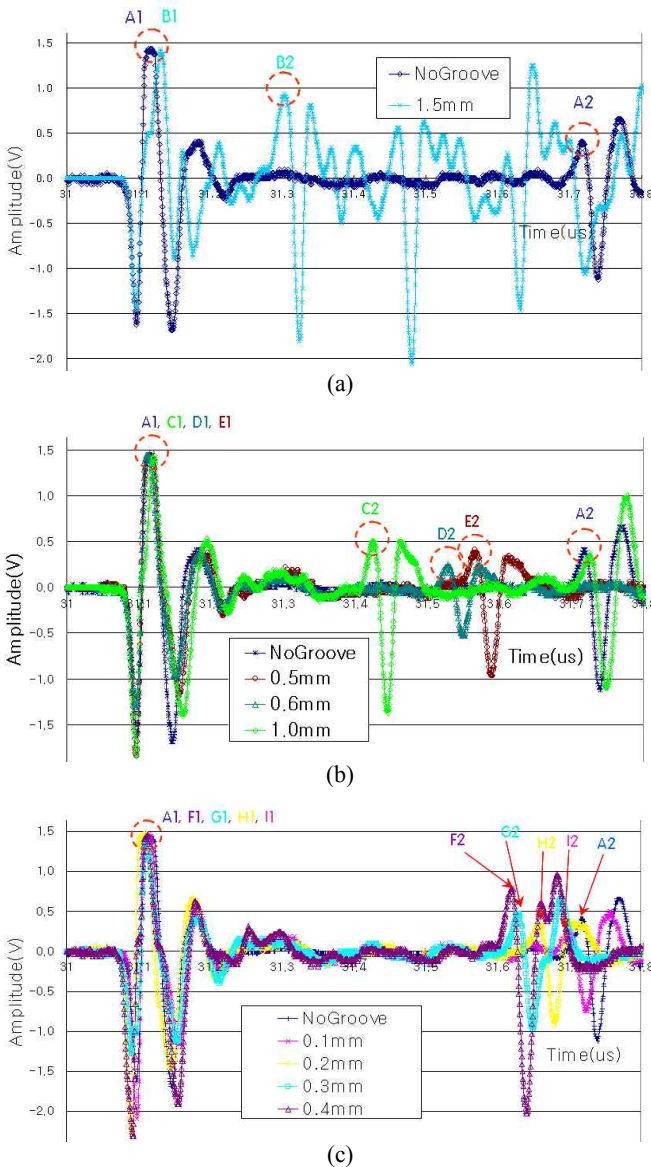 A1 B1
B2
NoGroove
1.5mm
A2
1.5
1.0
0.5
0.0
-0.5
-1.0
-1.5
-2.0
Amplitude(V)
31 31.1 31.2 31.3 31.4 31.5 31.6 31.7 31.8
Time(us)
(a)
A1, C1, D1, E1
C2
D2
E2
A2
1.5
1.0
0.5
0.0
-0.5
-1.0
-1.5
Amplitude(V)
31 31.1 31.2 31.3 31.4 31.5 31.6 31.7 31.8
NoGroove
0.5mm
0.6mm
1.0mm
Time(us)
(b)
A1, F1, G1, H1, I1
F2
G2
H2
I2
A2
1.5
1.0
0.5
0.0
-0.5
-1.0
-1.5
-2.0
Amplitude(V)
31 31.1 31.2 31.3 31.4 31.5 31.6 31.7 31.8
NoGroove
0.1mm
0.2mm
0.3mm
0.4mm
Time(us)
(c)